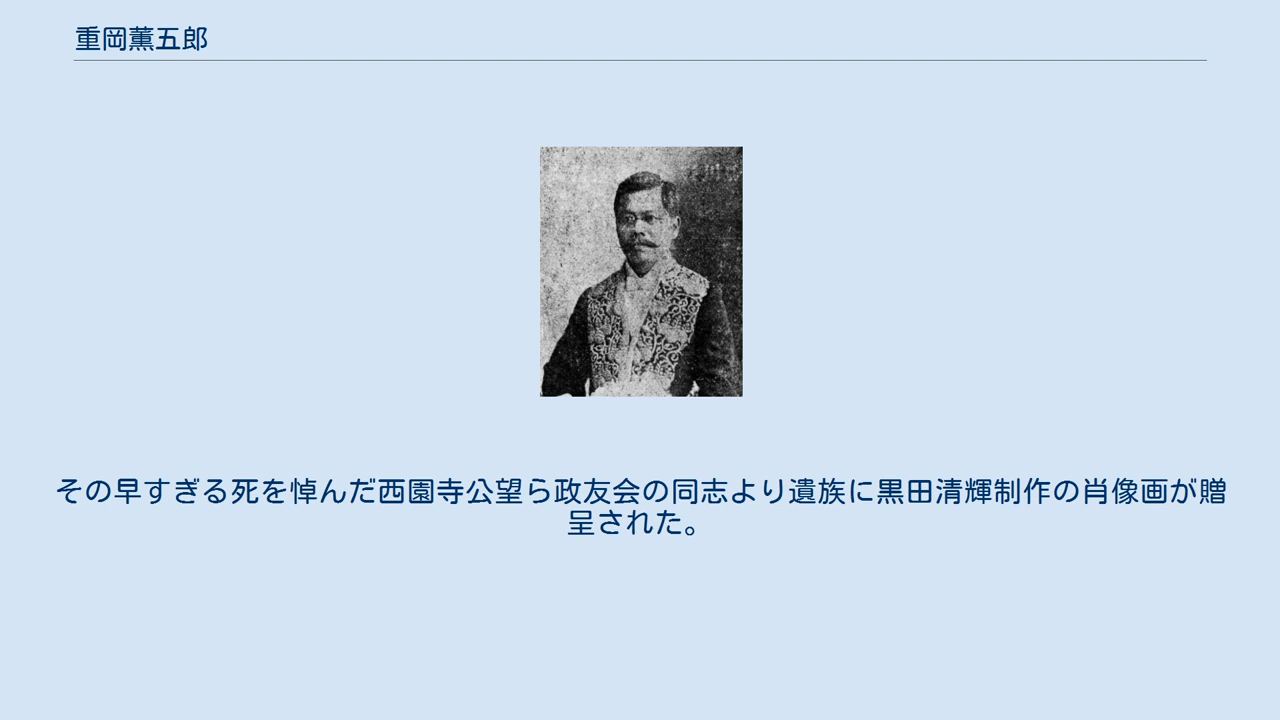 重岡薫五郎
その早すぎる死を悼んだ西園寺公望ら政友会の同志より遺族に黒田清輝制作の肖像画が贈
呈された。